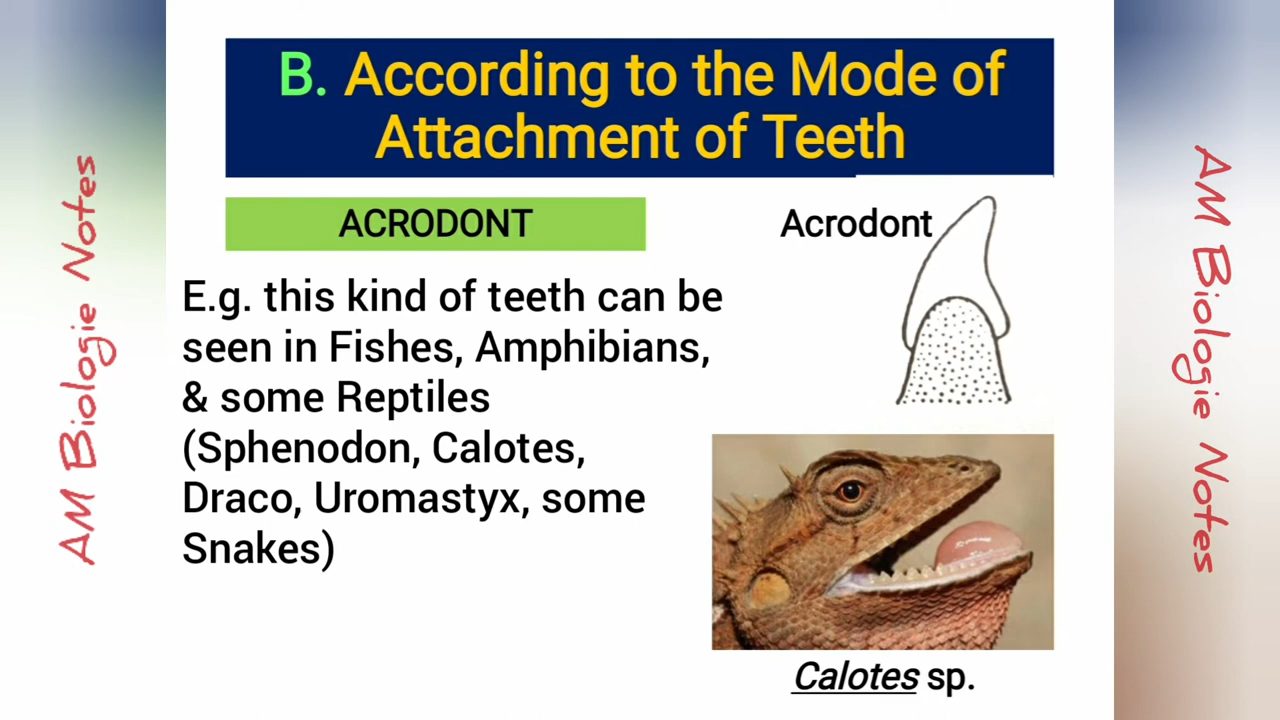 B. According to the Mode of
Attachment of Teeth
ACRODONT
Acrodont
E.g. this kind of teeth can be
seen in Fishes, Amphibians,
& some Reptiles
(Sphenodon, Calotes,
Draco, Uromastyx, some
Snakes)
Calotes sp.
AM Biologie Notes
AM Biologie Notes